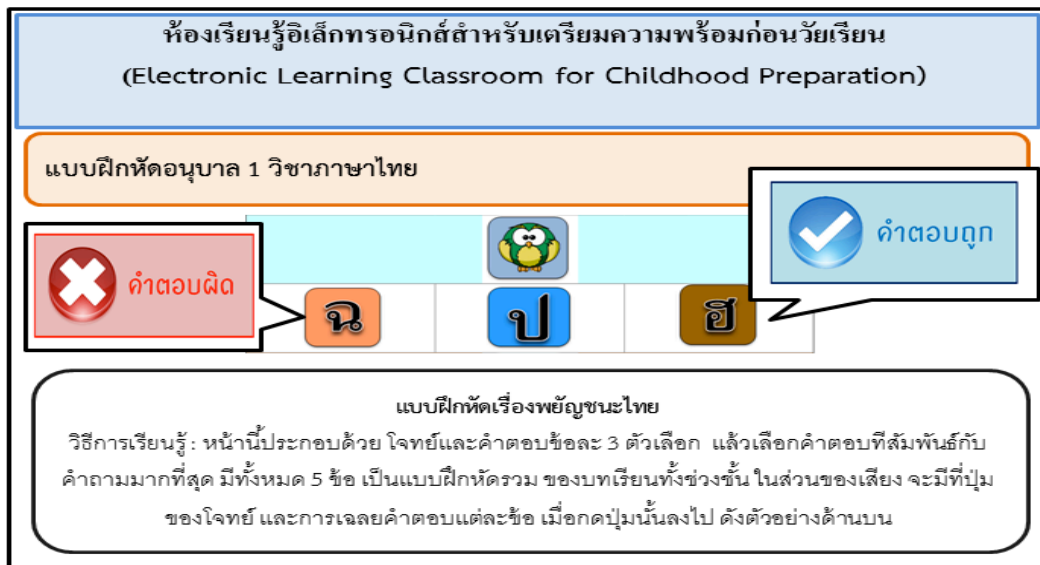 ห้องเรียนรู้อิเล็กทรอนิกส์สำหรับเตรียมความพร้อมก่อนวัยเรียน
(Electronic Learning Classroom for Childhood Preparation)
แบบฝึกหัดอนุบาล 1 วิชาภาษาไทย
คำตอบถูก
คำตอบผิด
ฉ ป ฮ
แบบฝึกหัดเรื่องพยัญชนะไทย
วิธีการเรียนรู้ : หน้านี้ประกอบด้วย โจทย์และคำตอบข้อละ 3 ตัวเลือก แล้วเลือกคำตอบที่สัมพันธ์กับ
คำถามมากที่สุด มีทั้งหมด 5 ข้อ เป็นแบบฝึกหัดรวม ของบทเรียนทั้งช่วงชั้น ในส่วนของเสียง จะมีที่ปุ่ม
ของโจทย์ และการเฉลยคำตอบแต่ละข้อ เมื่อกดปุ่มนั้นลงไป ดังตัวอย่างด้านบน